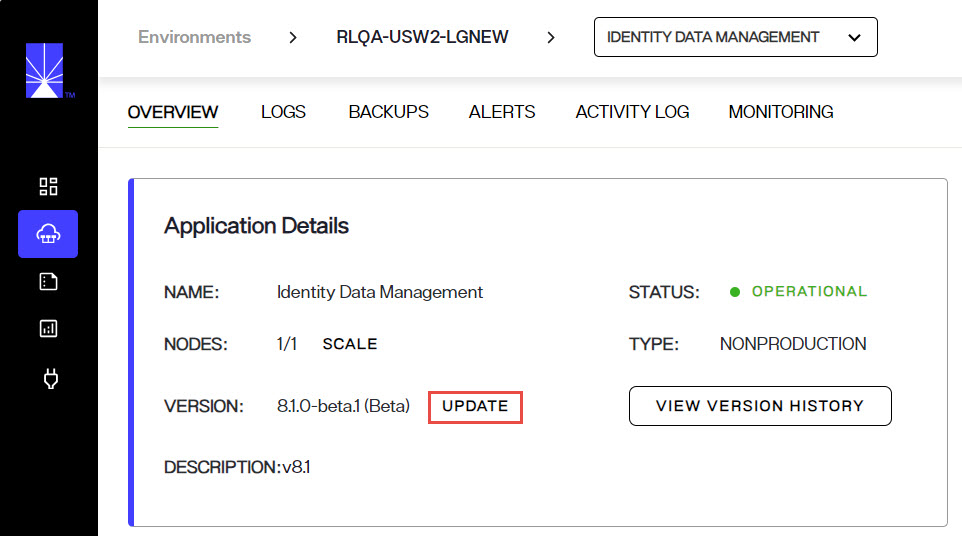 Environments > RLQA-USW2-LGNEW > IDENTITY DATA MANAGEMENT
TM
OVERVIEW LOGS BACKUPS ALERTS ACTIVITY LOG MONITORING
Application Details
NAME: Identity Data Management STATUS: OPERATIONAL
NODES: 1/1 SCALE TYPE: NONPRODUCTION
VERSION: 8.1.0-beta.1 (Beta) UPDATE VIEW VERSION HISTORY
DESCRIPTION:v8.1